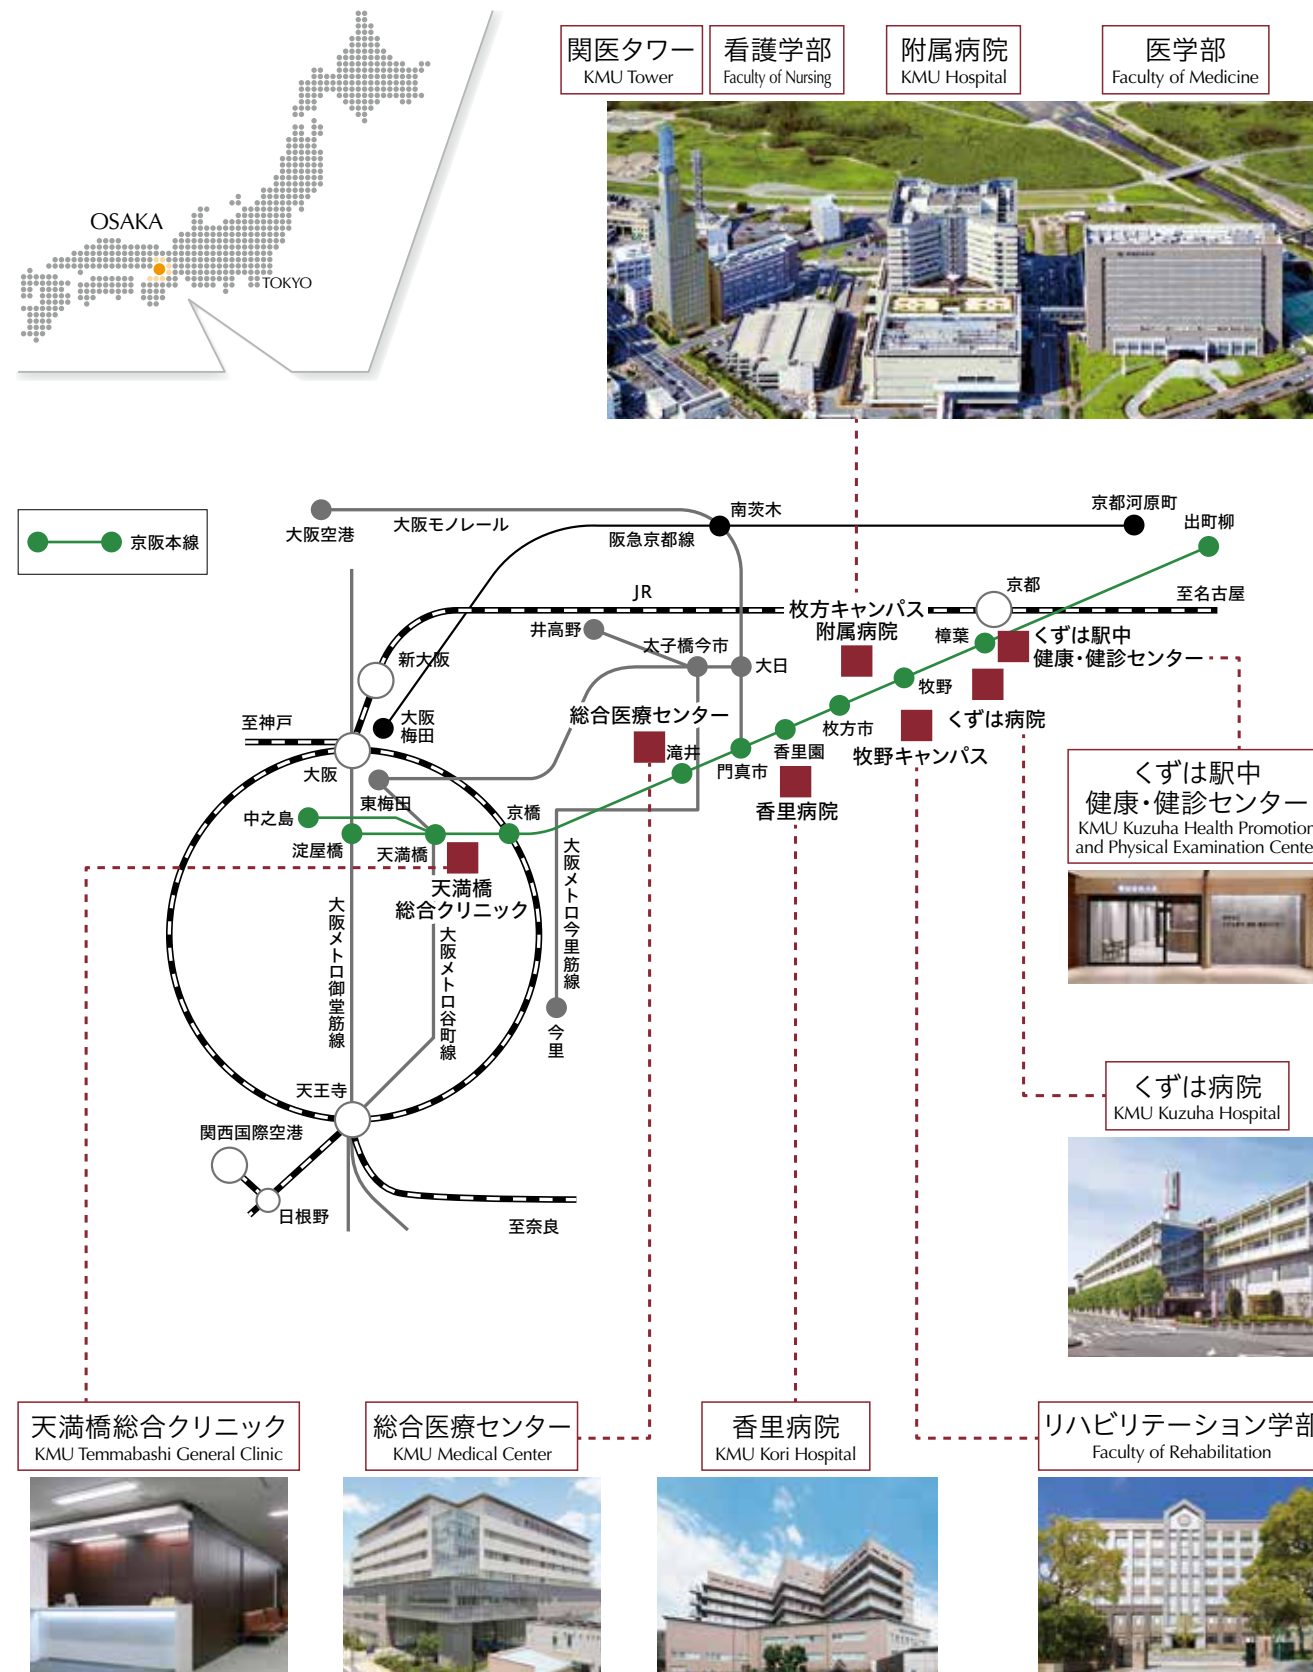 関医タワー
KMU Tower
看護学部
Faculty of Nursing
附属病院
KMU Hospital
医学部
Faculty of Medicine
OSAKA
TOKYO
京阪本線
大阪空港
大阪モノレール
南茨木
阪急京都線
京都河原町
出町柳
JR
京都
至名古屋
枚方キャンパス
附属病院
井高野
太子橋今市
大日
樟葉
くずは駅中
健康・健診センター
新大阪
牧野
くずは病院
至神戸
大阪
梅田
総合医療センター
滝井
枚方市
牧野キャンパス
大阪
門真市
香里園
香里病院
東梅田
中之島
京橋
淀屋橋
天満橋
天満橋
総合クリニック
大阪メトロ御堂筋線
大阪メトロ谷町線
大阪メトロ今里筋線
今里
天王寺
関西国際空港
日根野
至奈良
くずは駅中
健康・健診センター
KMU Kuzuha Health Promotion
and Physical Examination Cente
くずは病院
KMU Kuzuha Hospital
天満橋総合クリニック
KMU Temmabashi General Clinic
総合医療センター
KMU Medical Center
香里病院
KMU Kori Hospital
リハビリテーション学部
Faculty of Rehabilitation